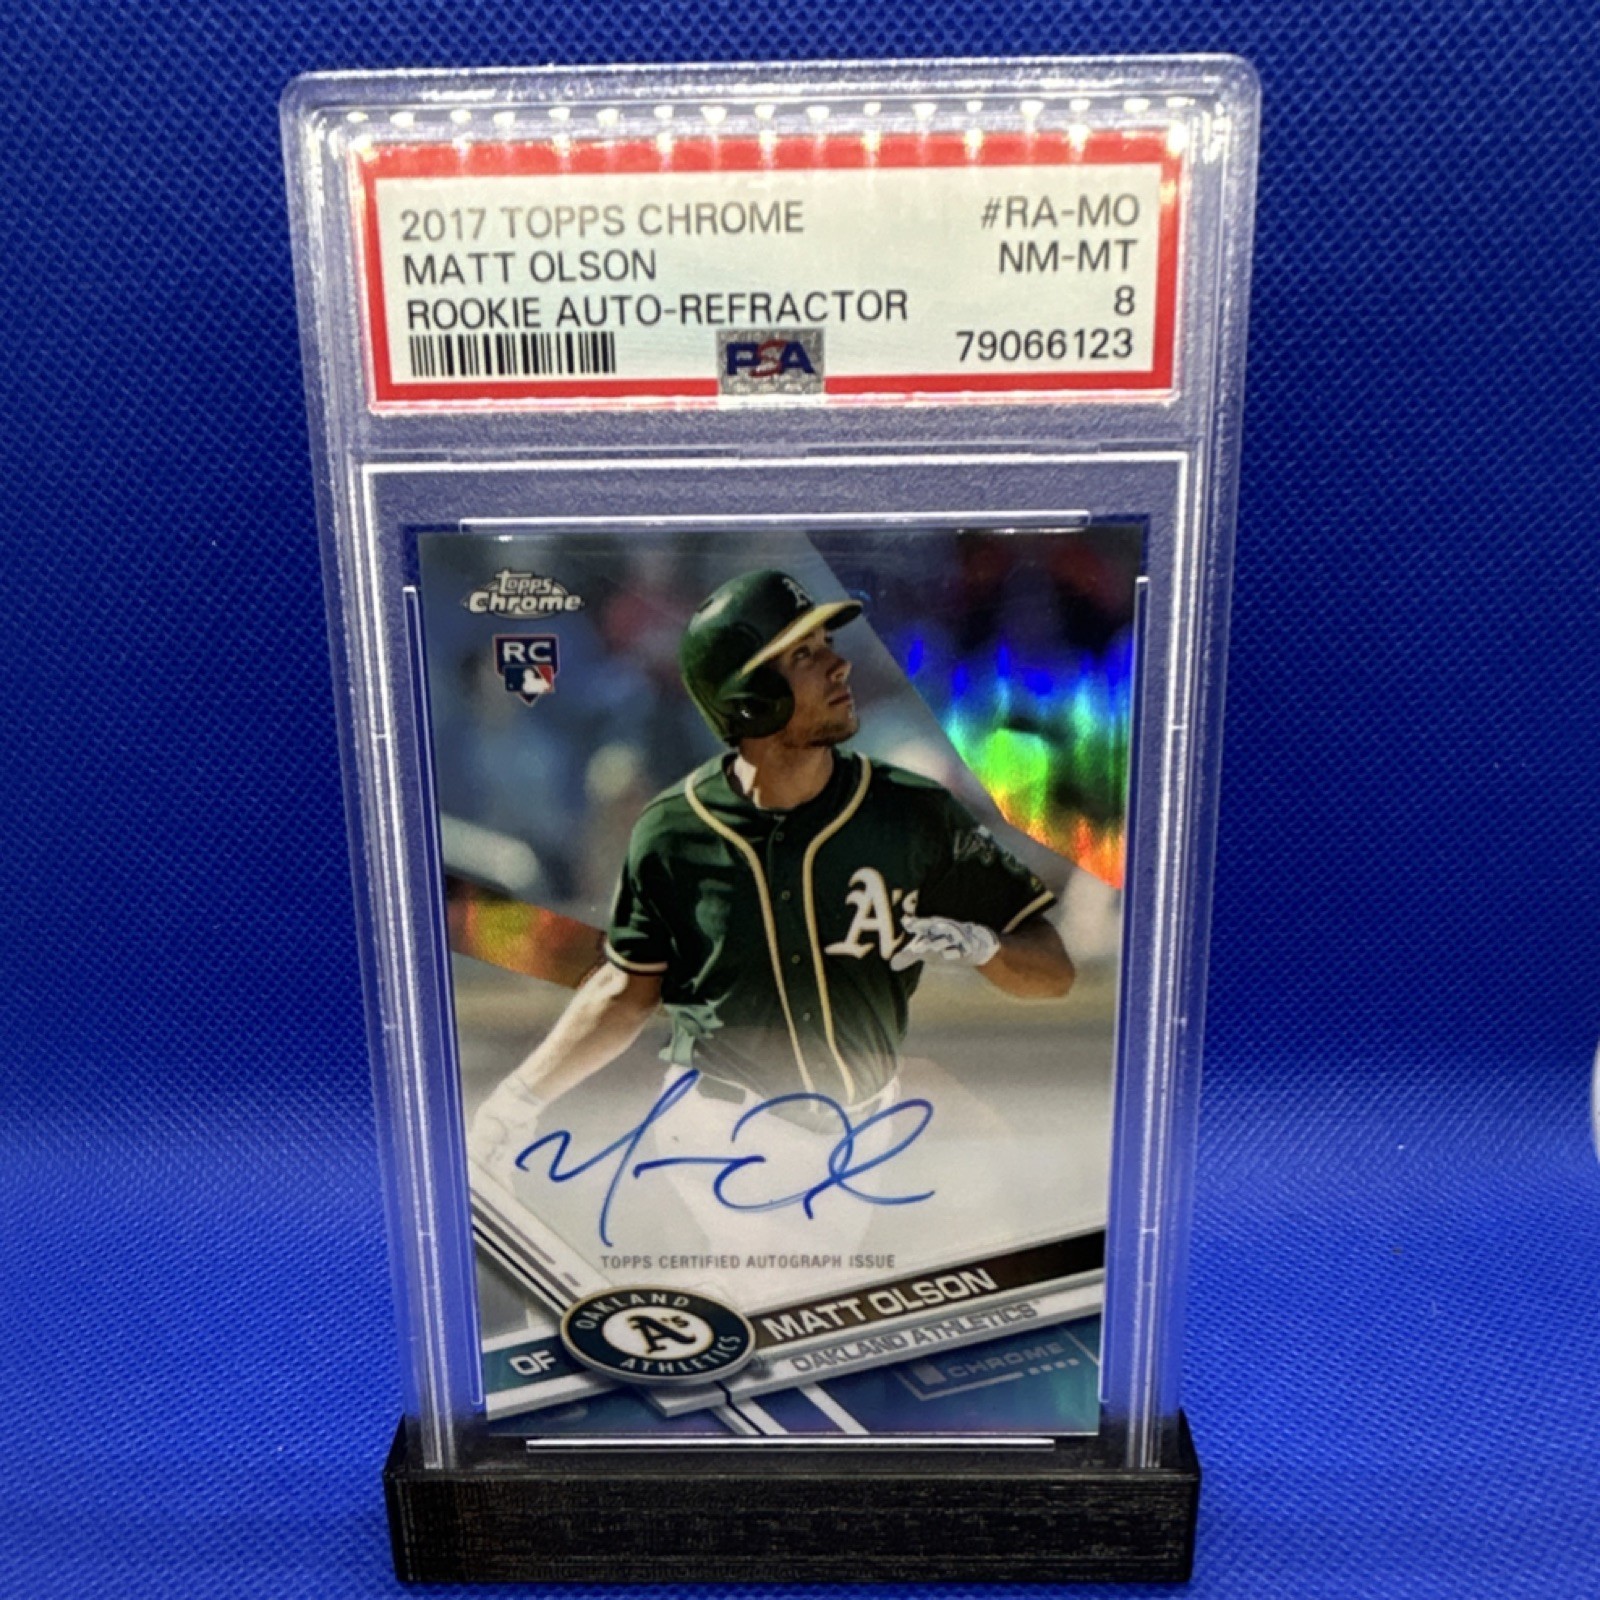 2017 TOPPS CHROME #RA-MO
MATT OLSON NM-MT
ROOKIE AUTO-REFRACTOR 8
PSA 79066123
Topps
Chrome
RC
A
A's
TOPPS CERTIFIED AUTOGRAPH ISSUE
OAKLAND
A's
ATHLETICS
OF
MATT OLSON
OAKLAND ATHLETICS
CHROME